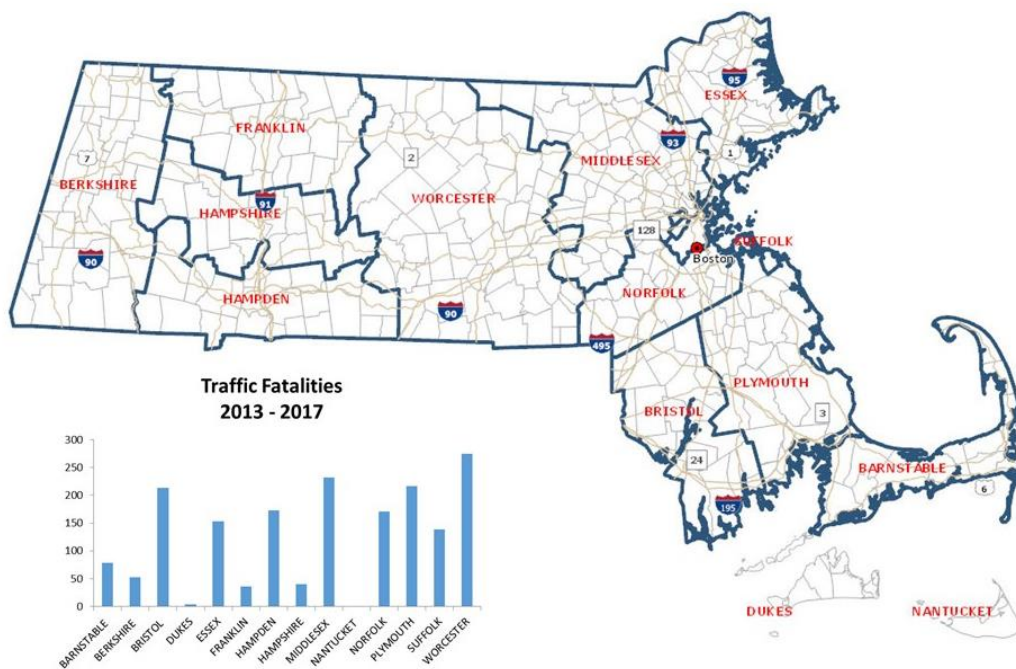 95
ESSEX
FRANKLIN
93
MIDDLESEX
1
7
2
BERKSHIRE
WORCESTER
91
HAMPSHIRE
128
SUFFOLK
Boston
90
NORFOLK
HAMPDEN
90
495
PLYMOUTH
BRISTOL
3
24
BARNSTABLE
6
195
DUKES
NANTUCKET
Traffic Fatalities
2013 - 2017
300
250
200
150
100
50
0
BARNSTABLE
BERKSHIRE
BRISTOL
DUKES
ESSEX
FRANKLIN
HAMPDEN
HAMPSHIRE
MIDDLESEX
NANTUCKET
NORFOLK
PLYMOUTH
SUFFOLK
WORCESTER